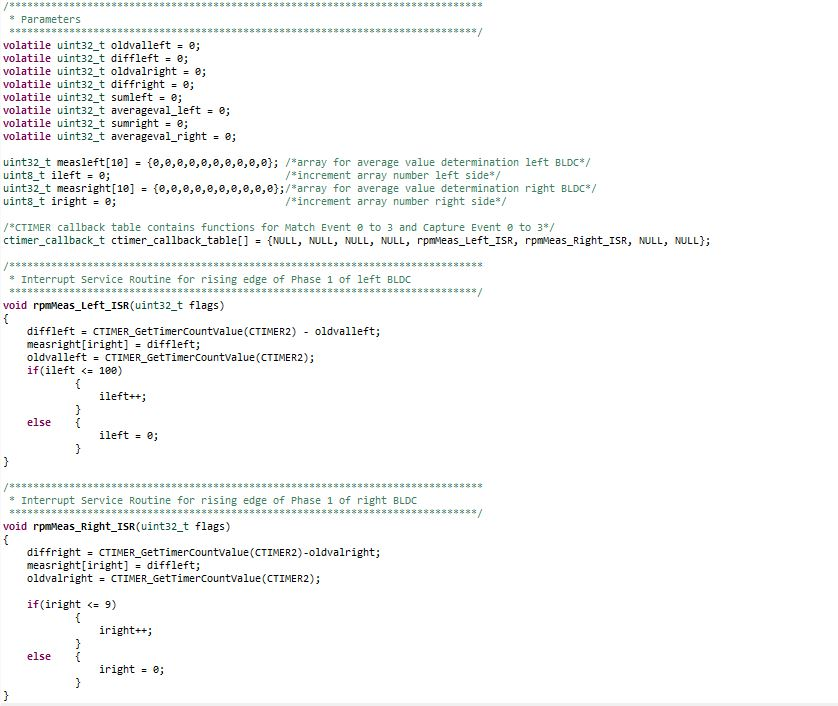 /*******************************************************************************
 * Parameters
 ******************************************************************************/
volatile uint32_t oldvalleft = 0;
volatile uint32_t diffleft = 0;
volatile uint32_t oldvalright = 0;
volatile uint32_t diffright = 0;
volatile uint32_t sumleft = 0;
volatile uint32_t averageval_left = 0;
volatile uint32_t sumright = 0;
volatile uint32_t averageval_right = 0;
uint32_t measleft[10] = {0,0,0,0,0,0,0,0,0,0}; /*array for average value determination left BLDC*/
uint8_t ileft = 0; /*increment array number left side*/
uint32_t measright[10] = {0,0,0,0,0,0,0,0,0,0};/*array for average value determination right BLDC*/
uint8_t iright = 0; /*increment array number right side*/
/*CTIMER callback table contains functions for Match Event 0 to 3 and Capture Event 0 to 3*/
ctimer_callback_t ctimer_callback_table[] = {NULL, NULL, NULL, NULL, rpmMeas_Left_ISR, rpmMeas_Right_ISR, NULL, NULL};
/*******************************************************************************
 * Interrupt Service Routine for rising edge of Phase 1 of left BLDC
 ******************************************************************************/
void rpmMeas_Left_ISR(uint32_t flags)
{
    diffleft = CTIMER_GetTimerCountValue(CTIMER2) - oldvalleft;
    measright[iright] = diffleft;
    oldvalleft = CTIMER_GetTimerCountValue(CTIMER2);
    if(ileft <= 100)
            {
                ileft++;
            }
    else    {
                ileft = 0;
            }
}
/*******************************************************************************
 * Interrupt Service Routine for rising edge of Phase 1 of right BLDC
 ******************************************************************************/
void rpmMeas_Right_ISR(uint32_t flags)
{
    diffright = CTIMER_GetTimerCountValue(CTIMER2)-oldvalright;
    measright[iright] = diffleft;
    oldvalright = CTIMER_GetTimerCountValue(CTIMER2);
    if(iright <= 9)
            {
                iright++;
            }
    else    {
                iright = 0;
            }
}